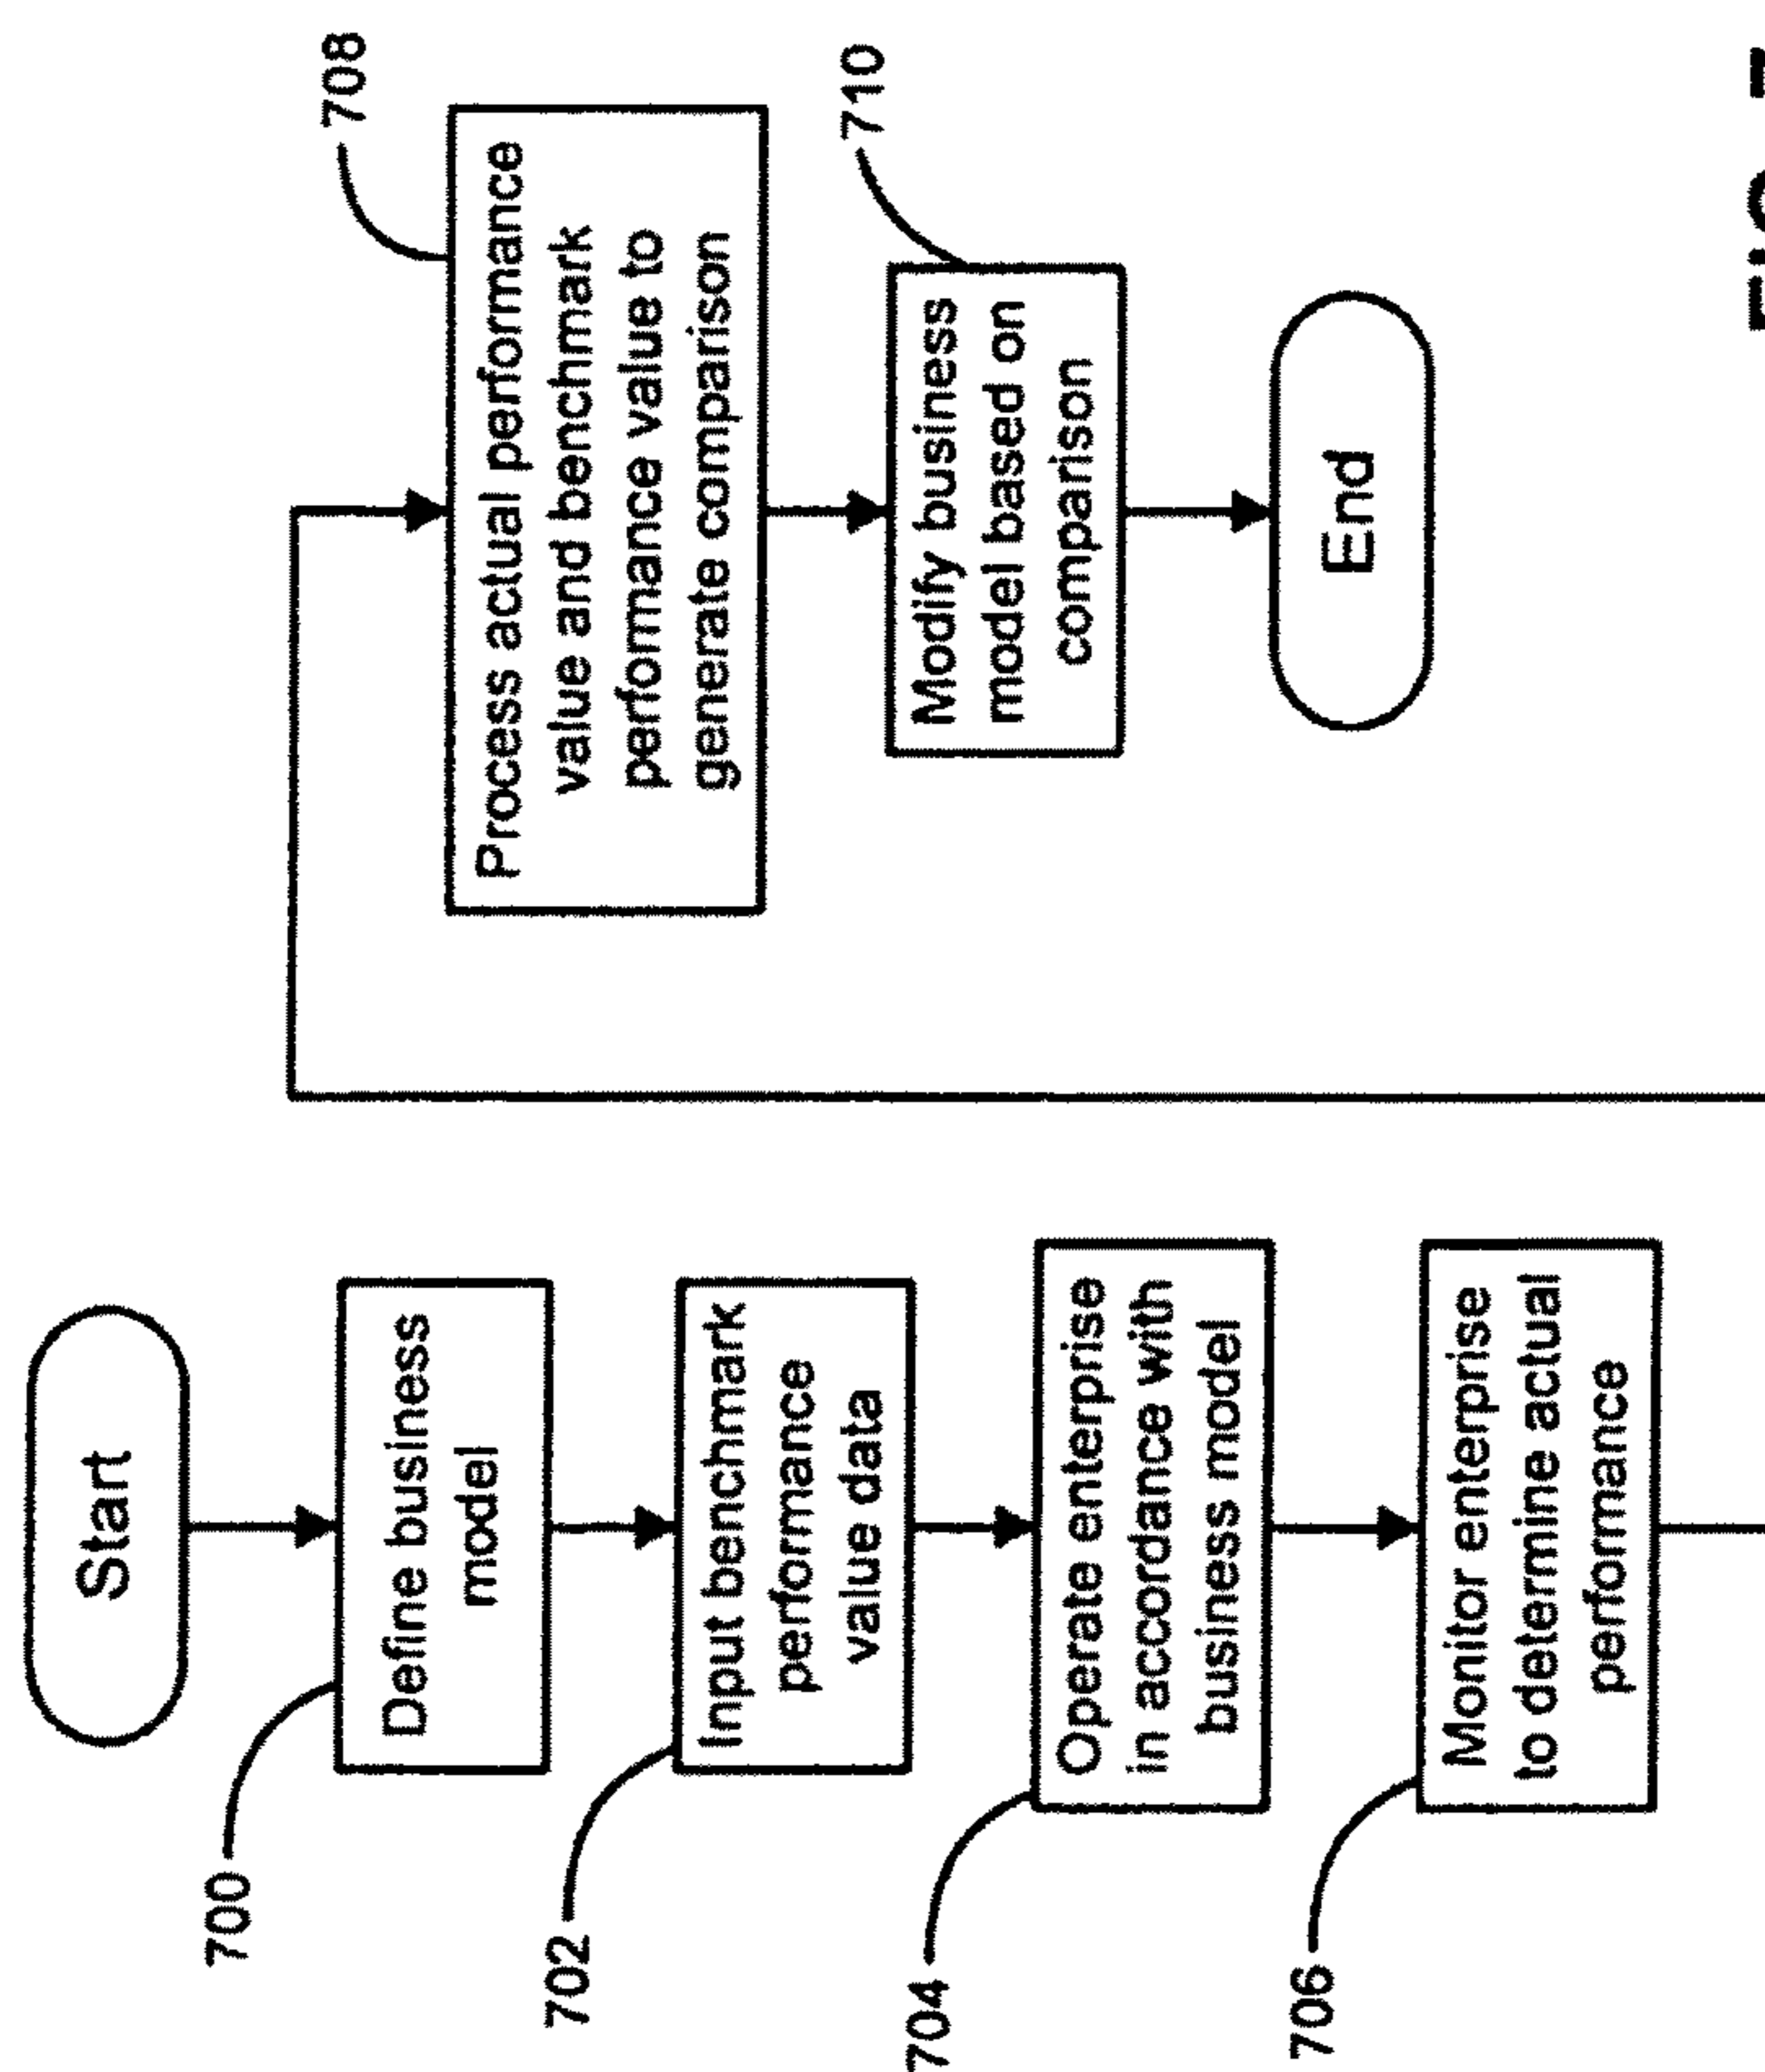 Start
700
Define business
model
702
Input benchmark
performance
value data
704
Operate enterprise
in accordance with
business model
706
Monitor enterprise
to determine actual
performance
708
Process actual performance
value and benchmark
performance value to
generate comparison
710
Modify business
model based on
comparison
End